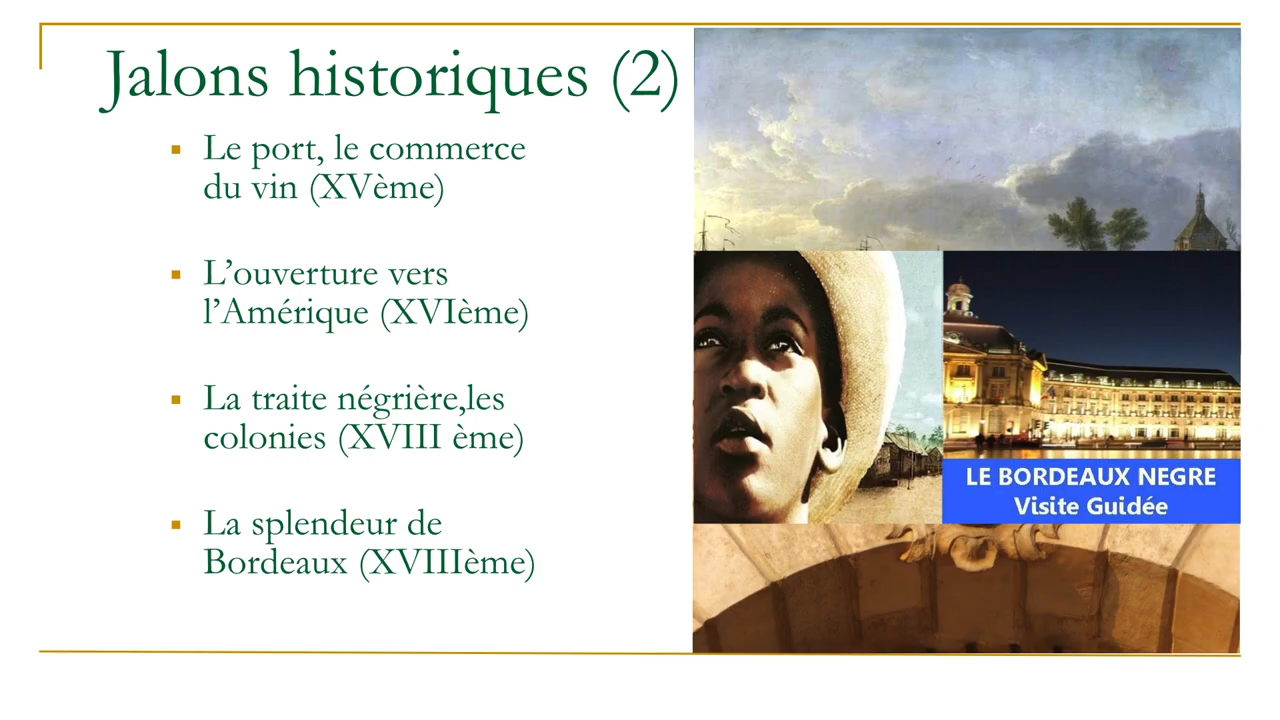 Jalons historiques (2)
Le port, le commerce
du vin (XVème)
L’ouverture vers
l’Amérique (XVIème)
La traite négrière,les
colonies (XVIII ème)
La splendeur de
Bordeaux (XVIIIème)
LE BORDEAUX NEGRE
Visite Guidée